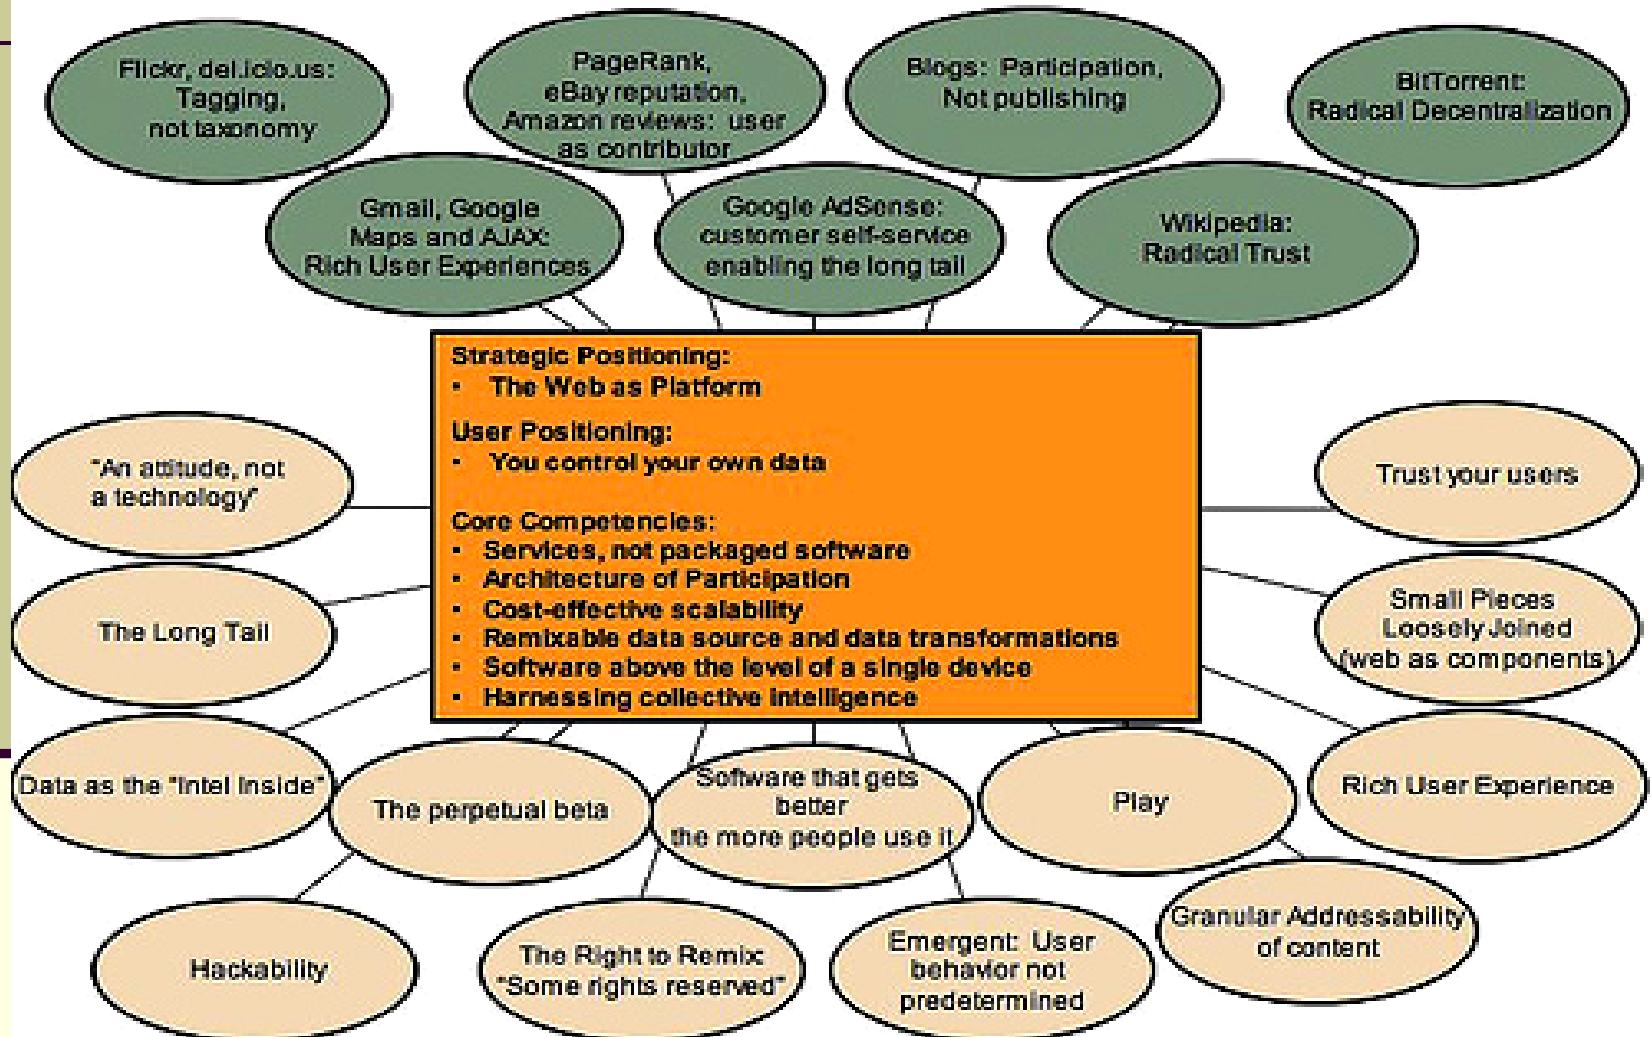 Flickr, del.icio.us:
Tagging,
not taxonomy
PageRank,
eBay reputation,
Amazon reviews: user
as contributor
Blogs: Participation,
Not publishing
BitTorrent:
Radical Decentralization
Gmail, Google
Maps and AJAX:
Rich User Experiences
Google AdSense:
customer self-service
enabling the long tail
Wikipedia:
Radical Trust
Strategic Positioning:
· The Web as Platform
User Positioning:
· You control your own data
Core Competencies:
· Services, not packaged software
· Architecture of Participation
· Cost-effective scalability
· Remixable data source and data transformations
· Software above the level of a single device
· Harnessing collective intelligence
"An attitude, not
a technology"
The Long Tail
Data as the "Intel Inside"
Trust your users
Small Pieces
Loosely Joined
(web as components)
Rich User Experience
The perpetual beta
Software that gets
better
the more people use it
Play
Hackability
The Right to Remix:
"Some rights reserved"
Emergent: User
behavior not
predetermined
Granular Addressability
of content